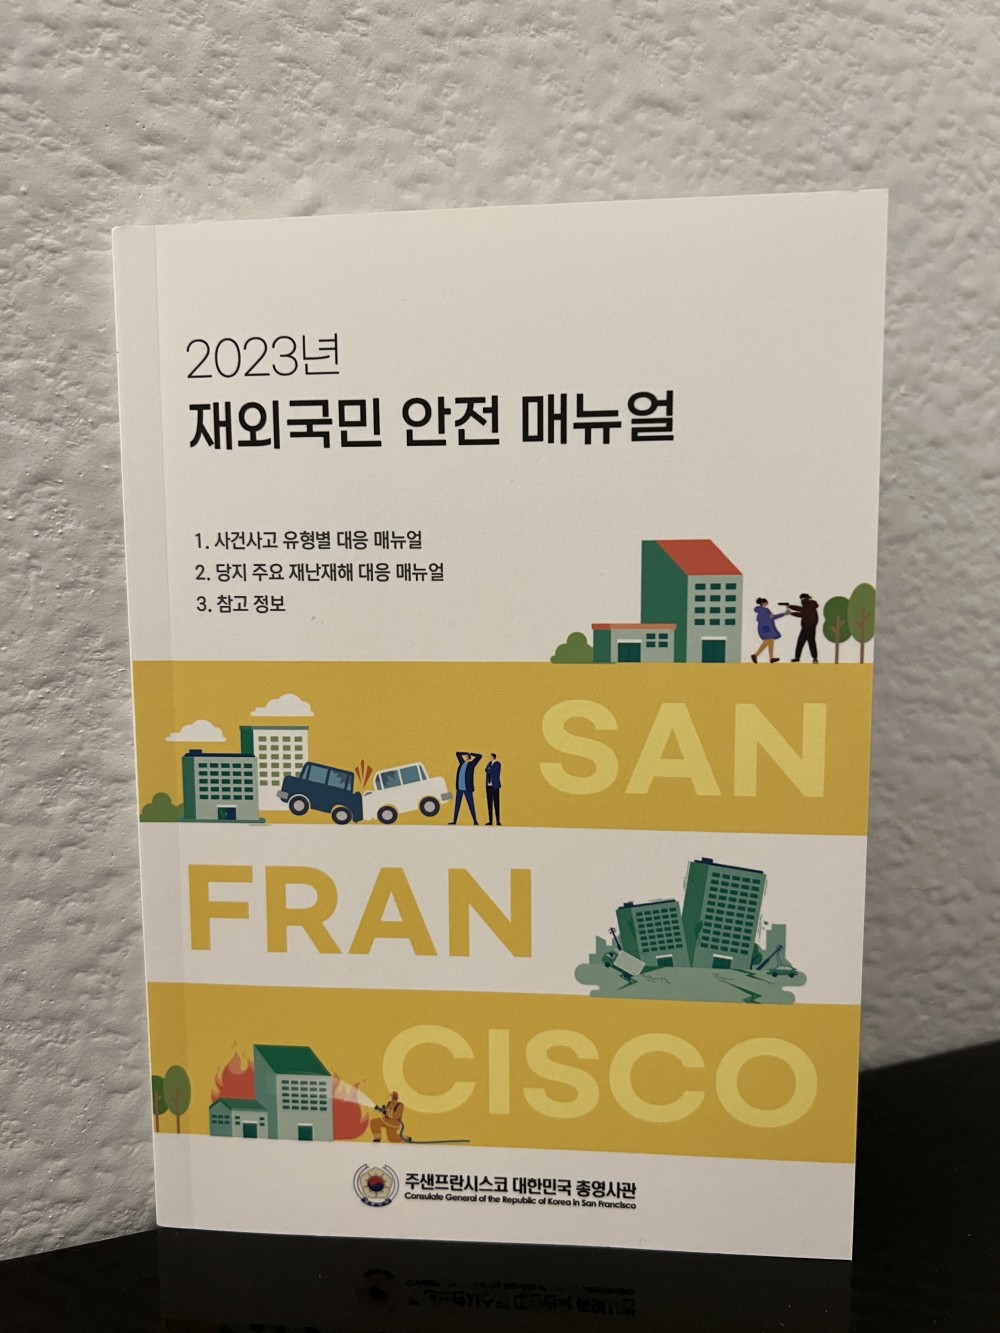 2023년
재외국민 안전 매뉴얼
1. 사건사고 유형별 대응 매뉴얼
2. 당지 주요 재난재해 대응 매뉴얼
3. 참고 정보
SAN
FRAN
CISCO
주샌프란시스코 대한민국 총영사관
Consulate General of the Republic of Korea in San Francisco